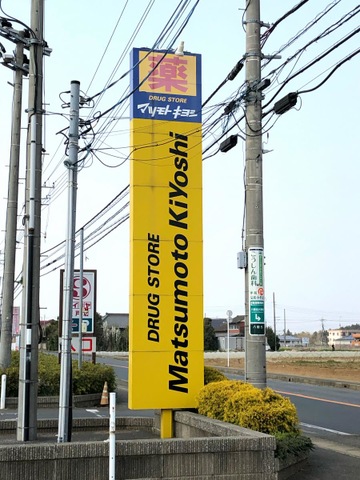 薬
DRUG STORE
マツモトキヨシ
DRUG STORE
Matsumoto KiYoshi